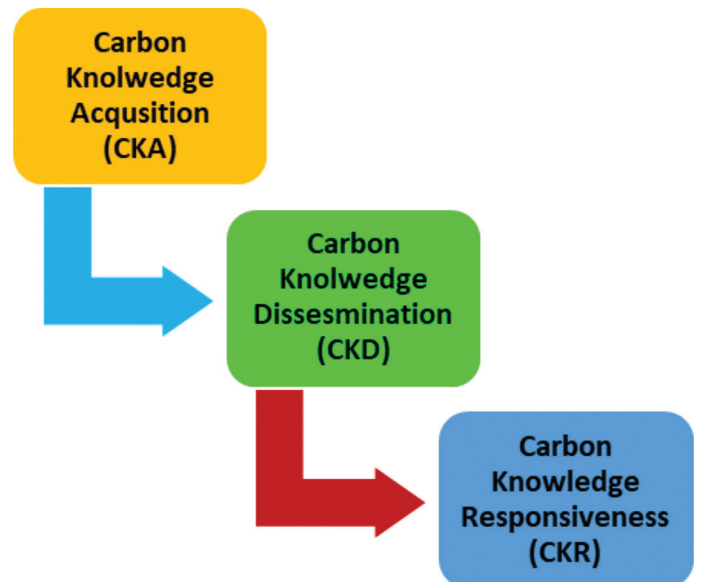 Carbon
Knolwedge
Acqusition
(CKA)
Carbon
Knolwedge
Dissesmination
(CKD)
Carbon
Knowledge
Responsiveness
(CKR)